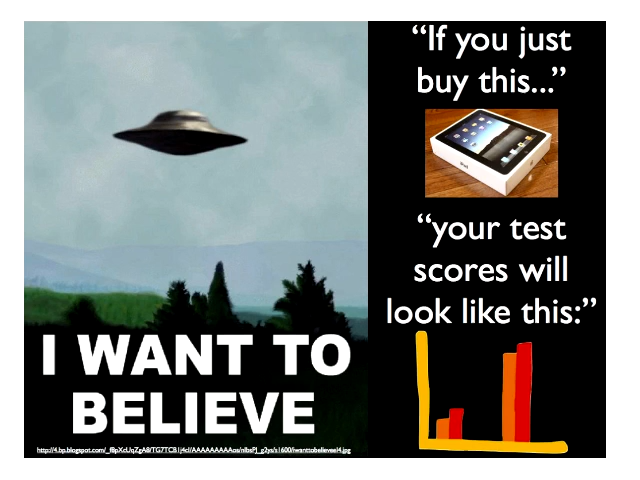 I WANT TO
BELIEVE
“If you just
buy this...”
“your test
scores will
look like this:”